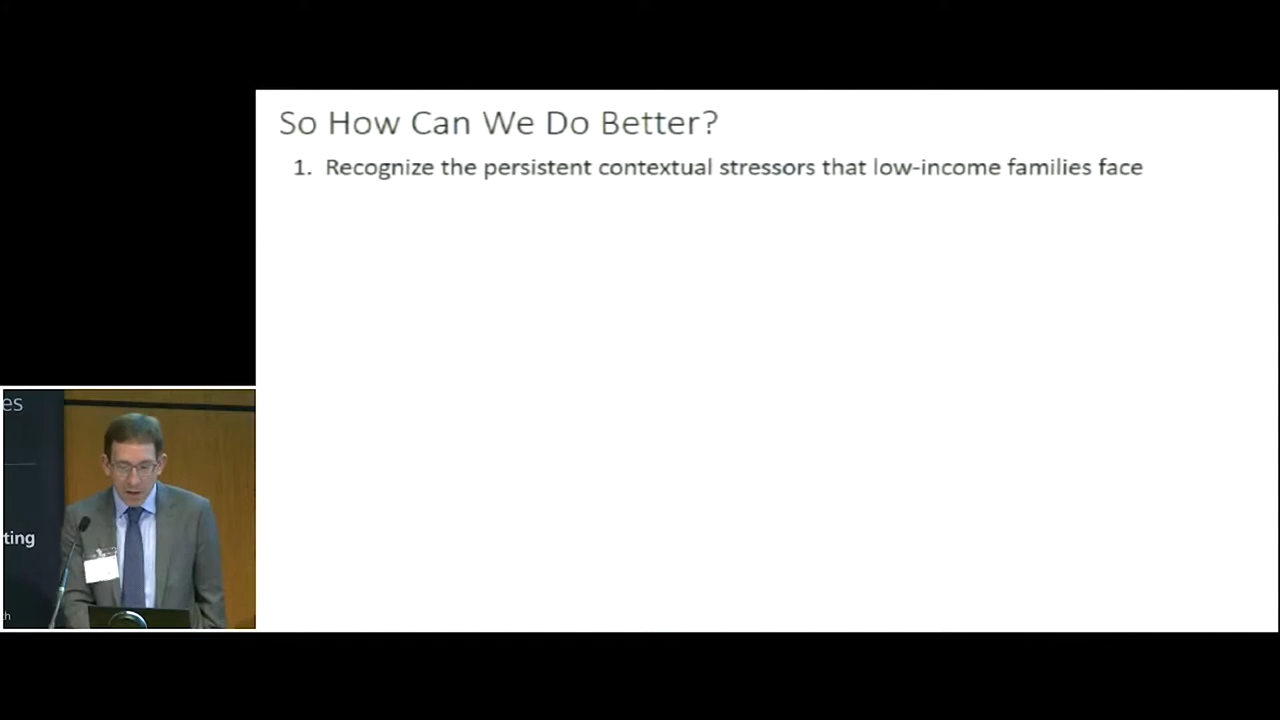 So How Can We Do Better?
1. Recognize the persistent contextual stressors that low-income families face
es
ting
th